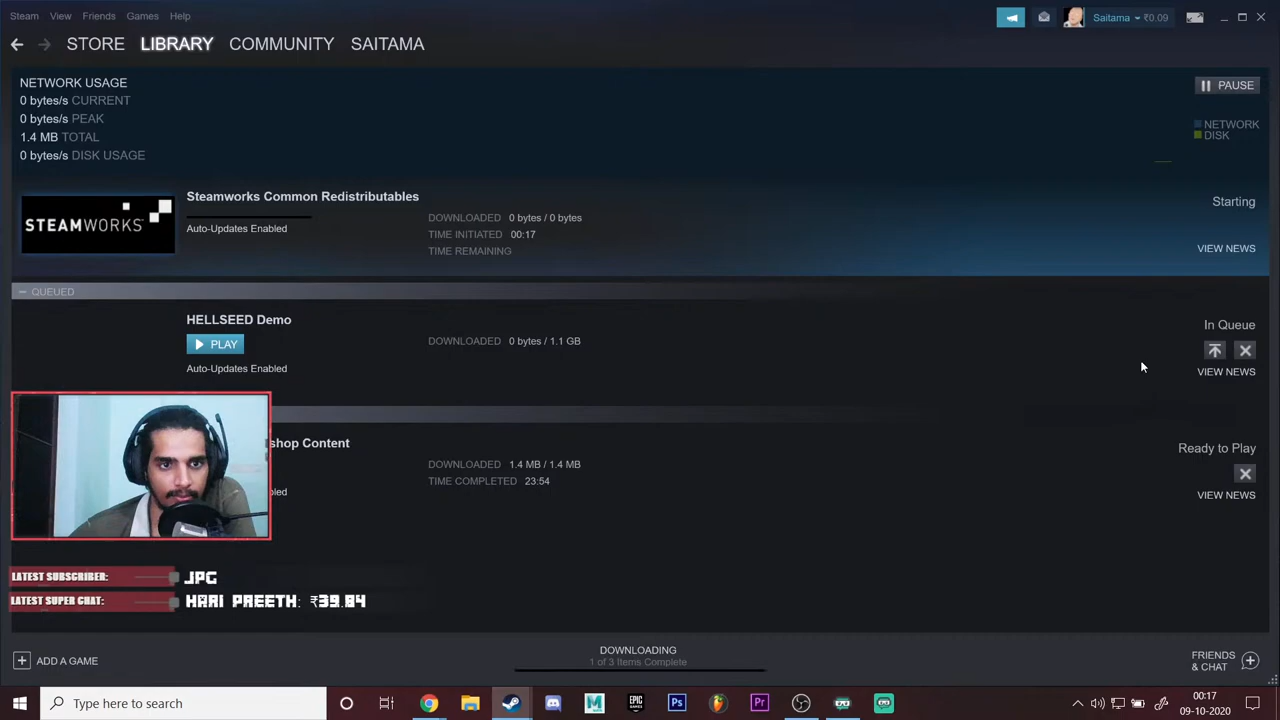 Steam View Friends Games Help
Saitama ₹0.09
STORE LIBRARY COMMUNITY SAITAMA
NETWORK USAGE
0 bytes/s CURRENT
0 bytes/s PEAK
1.4 MB TOTAL
0 bytes/s DISK USAGE
PAUSE
NETWORK
DISK
STEAMWORKS
Steamworks Common Redistributables
Auto-Updates Enabled
DOWNLOADED 0 bytes / 0 bytes
TIME INITIATED 00:17
TIME REMAINING
Starting
VIEW NEWS
QUEUED
HELLSEED Demo
PLAY
Auto-Updates Enabled
DOWNLOADED 0 bytes / 1.1 GB
In Queue
VIEW NEWS
shop Content
DOWNLOADED 1.4 MB / 1.4 MB
TIME COMPLETED 23:54
Ready to Play
VIEW NEWS
LATEST SUBSCRIBER: JPG
LATEST SUPER CHAT: HARI PREETH: ₹39.84
ADD A GAME
DOWNLOADING
1 of 3 Items Complete
FRIENDS
& CHAT
Type here to search
EPIC
GAMES
Ps
Pr
00:17
09-10-2020